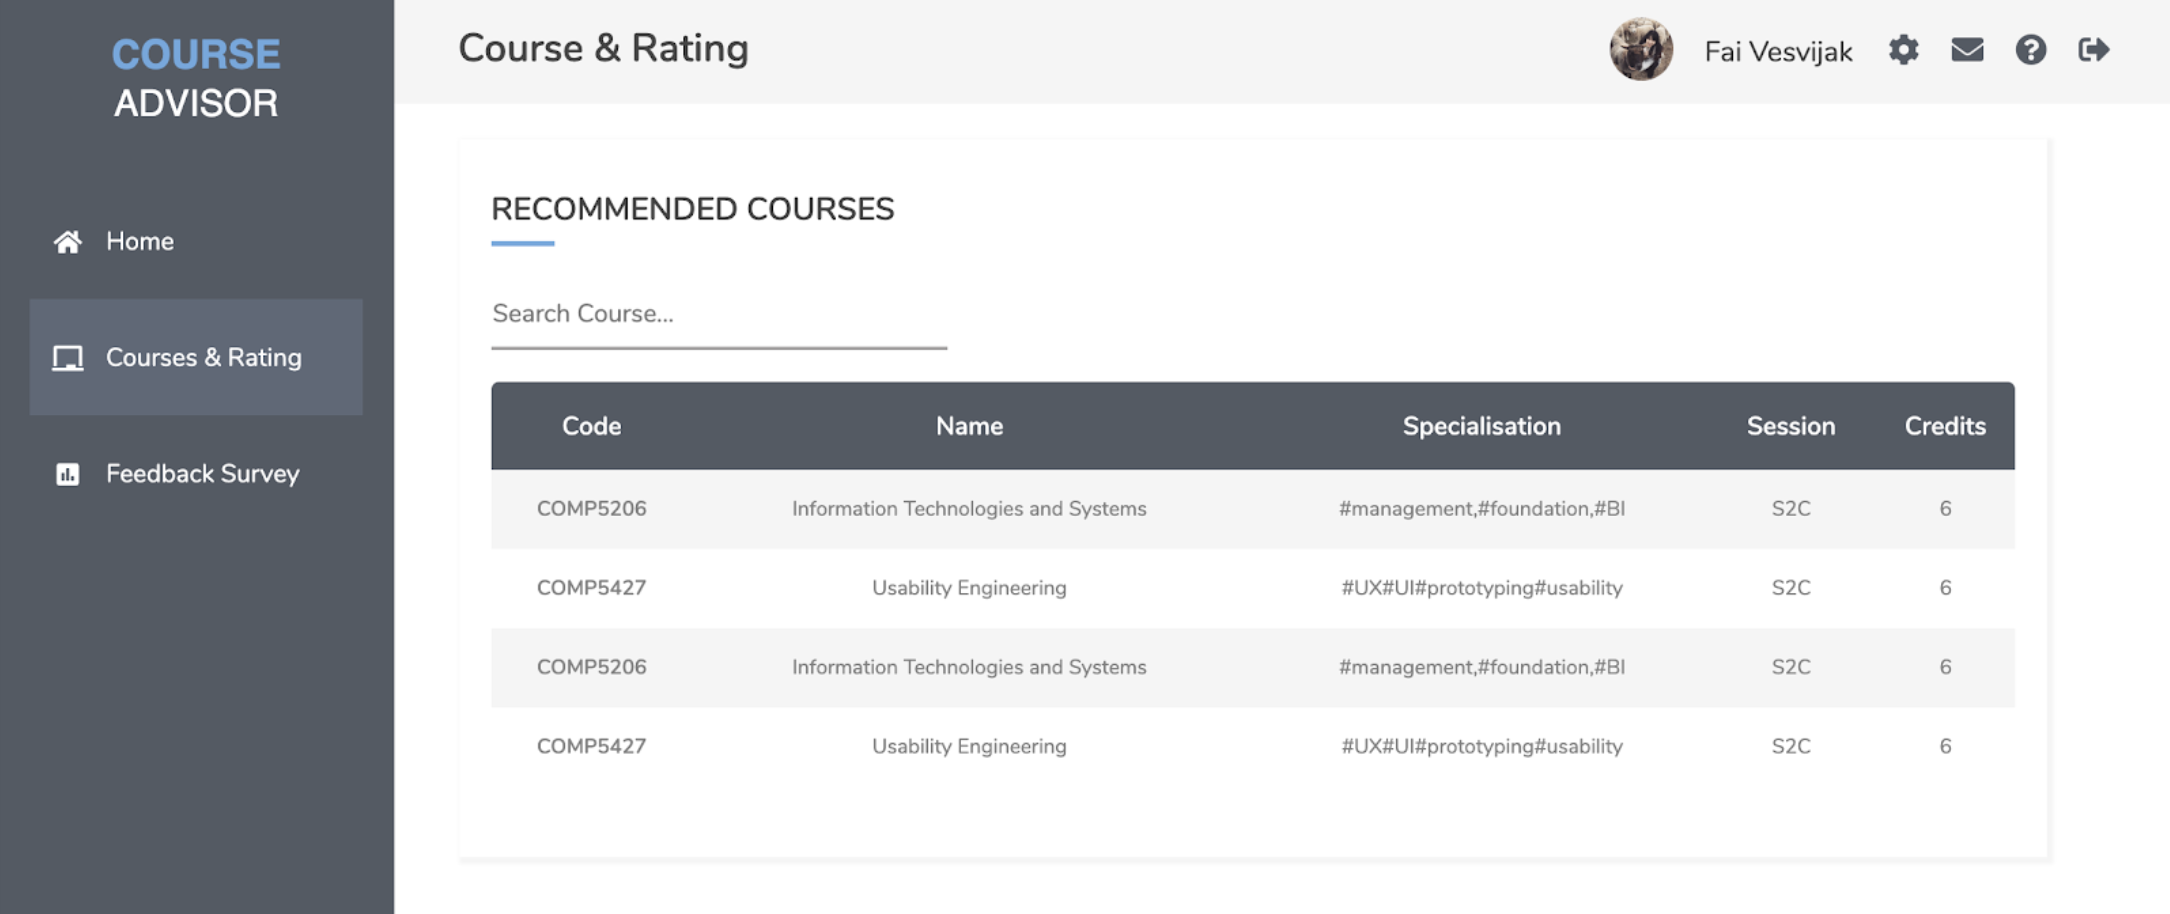 COURSE
ADVISOR
Home
Courses & Rating
Feedback Survey
Course & Rating
Fai Vesvijak
RECOMMENDED COURSES
Search Course...
Code Name Specialisation Session Credits
COMP5206 Information Technologies and Systems #management,#foundation,#BI S2C 6
COMP5427 Usability Engineering #UX#UI#prototyping#usability S2C 6
COMP5206 Information Technologies and Systems #management,#foundation,#BI S2C 6
COMP5427 Usability Engineering #UX#UI#prototyping#usability S2C 6